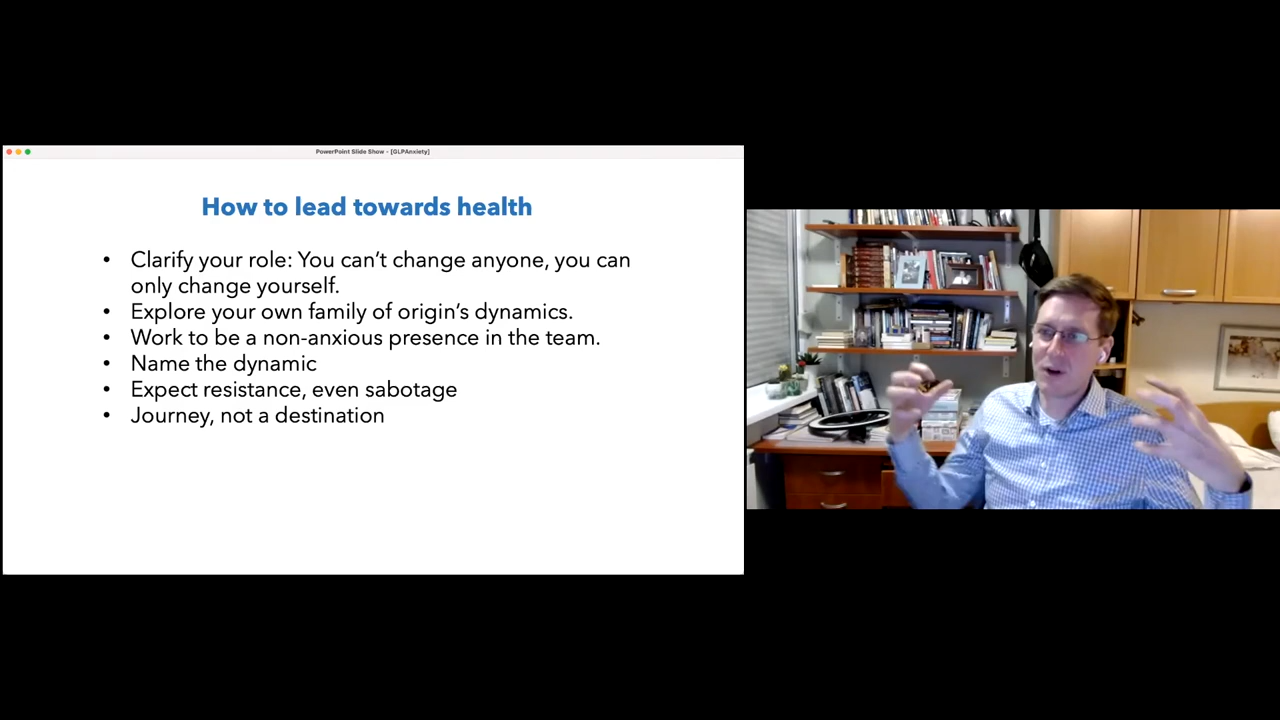 PowerPoint Slide Show - [GLPAnxiety]
How to lead towards health
• Clarify your role: You can’t change anyone, you can
only change yourself.
• Explore your own family of origin’s dynamics.
• Work to be a non-anxious presence in the team.
• Name the dynamic
• Expect resistance, even sabotage
• Journey, not a destination